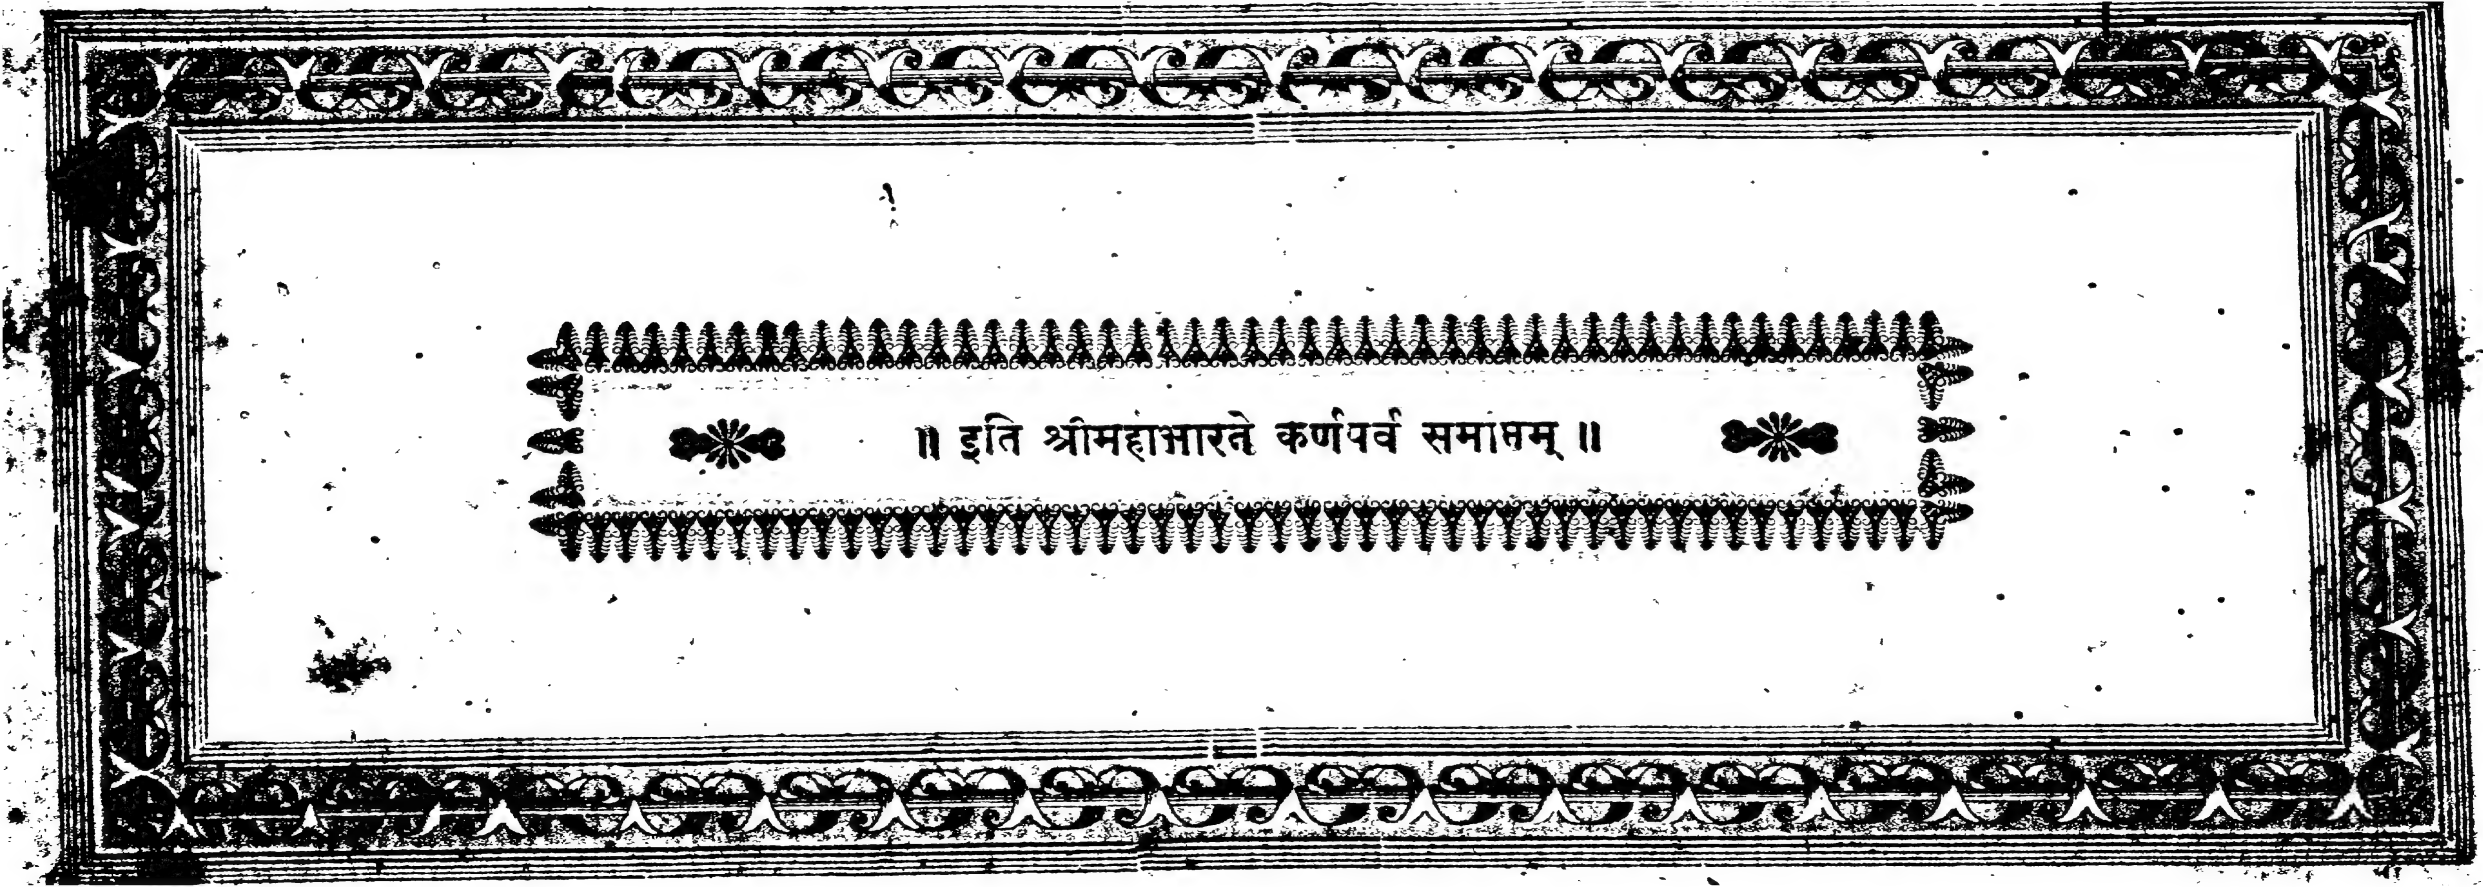 ॥ इति श्रीमहाभारते कर्णपर्व समाप्तम् ॥